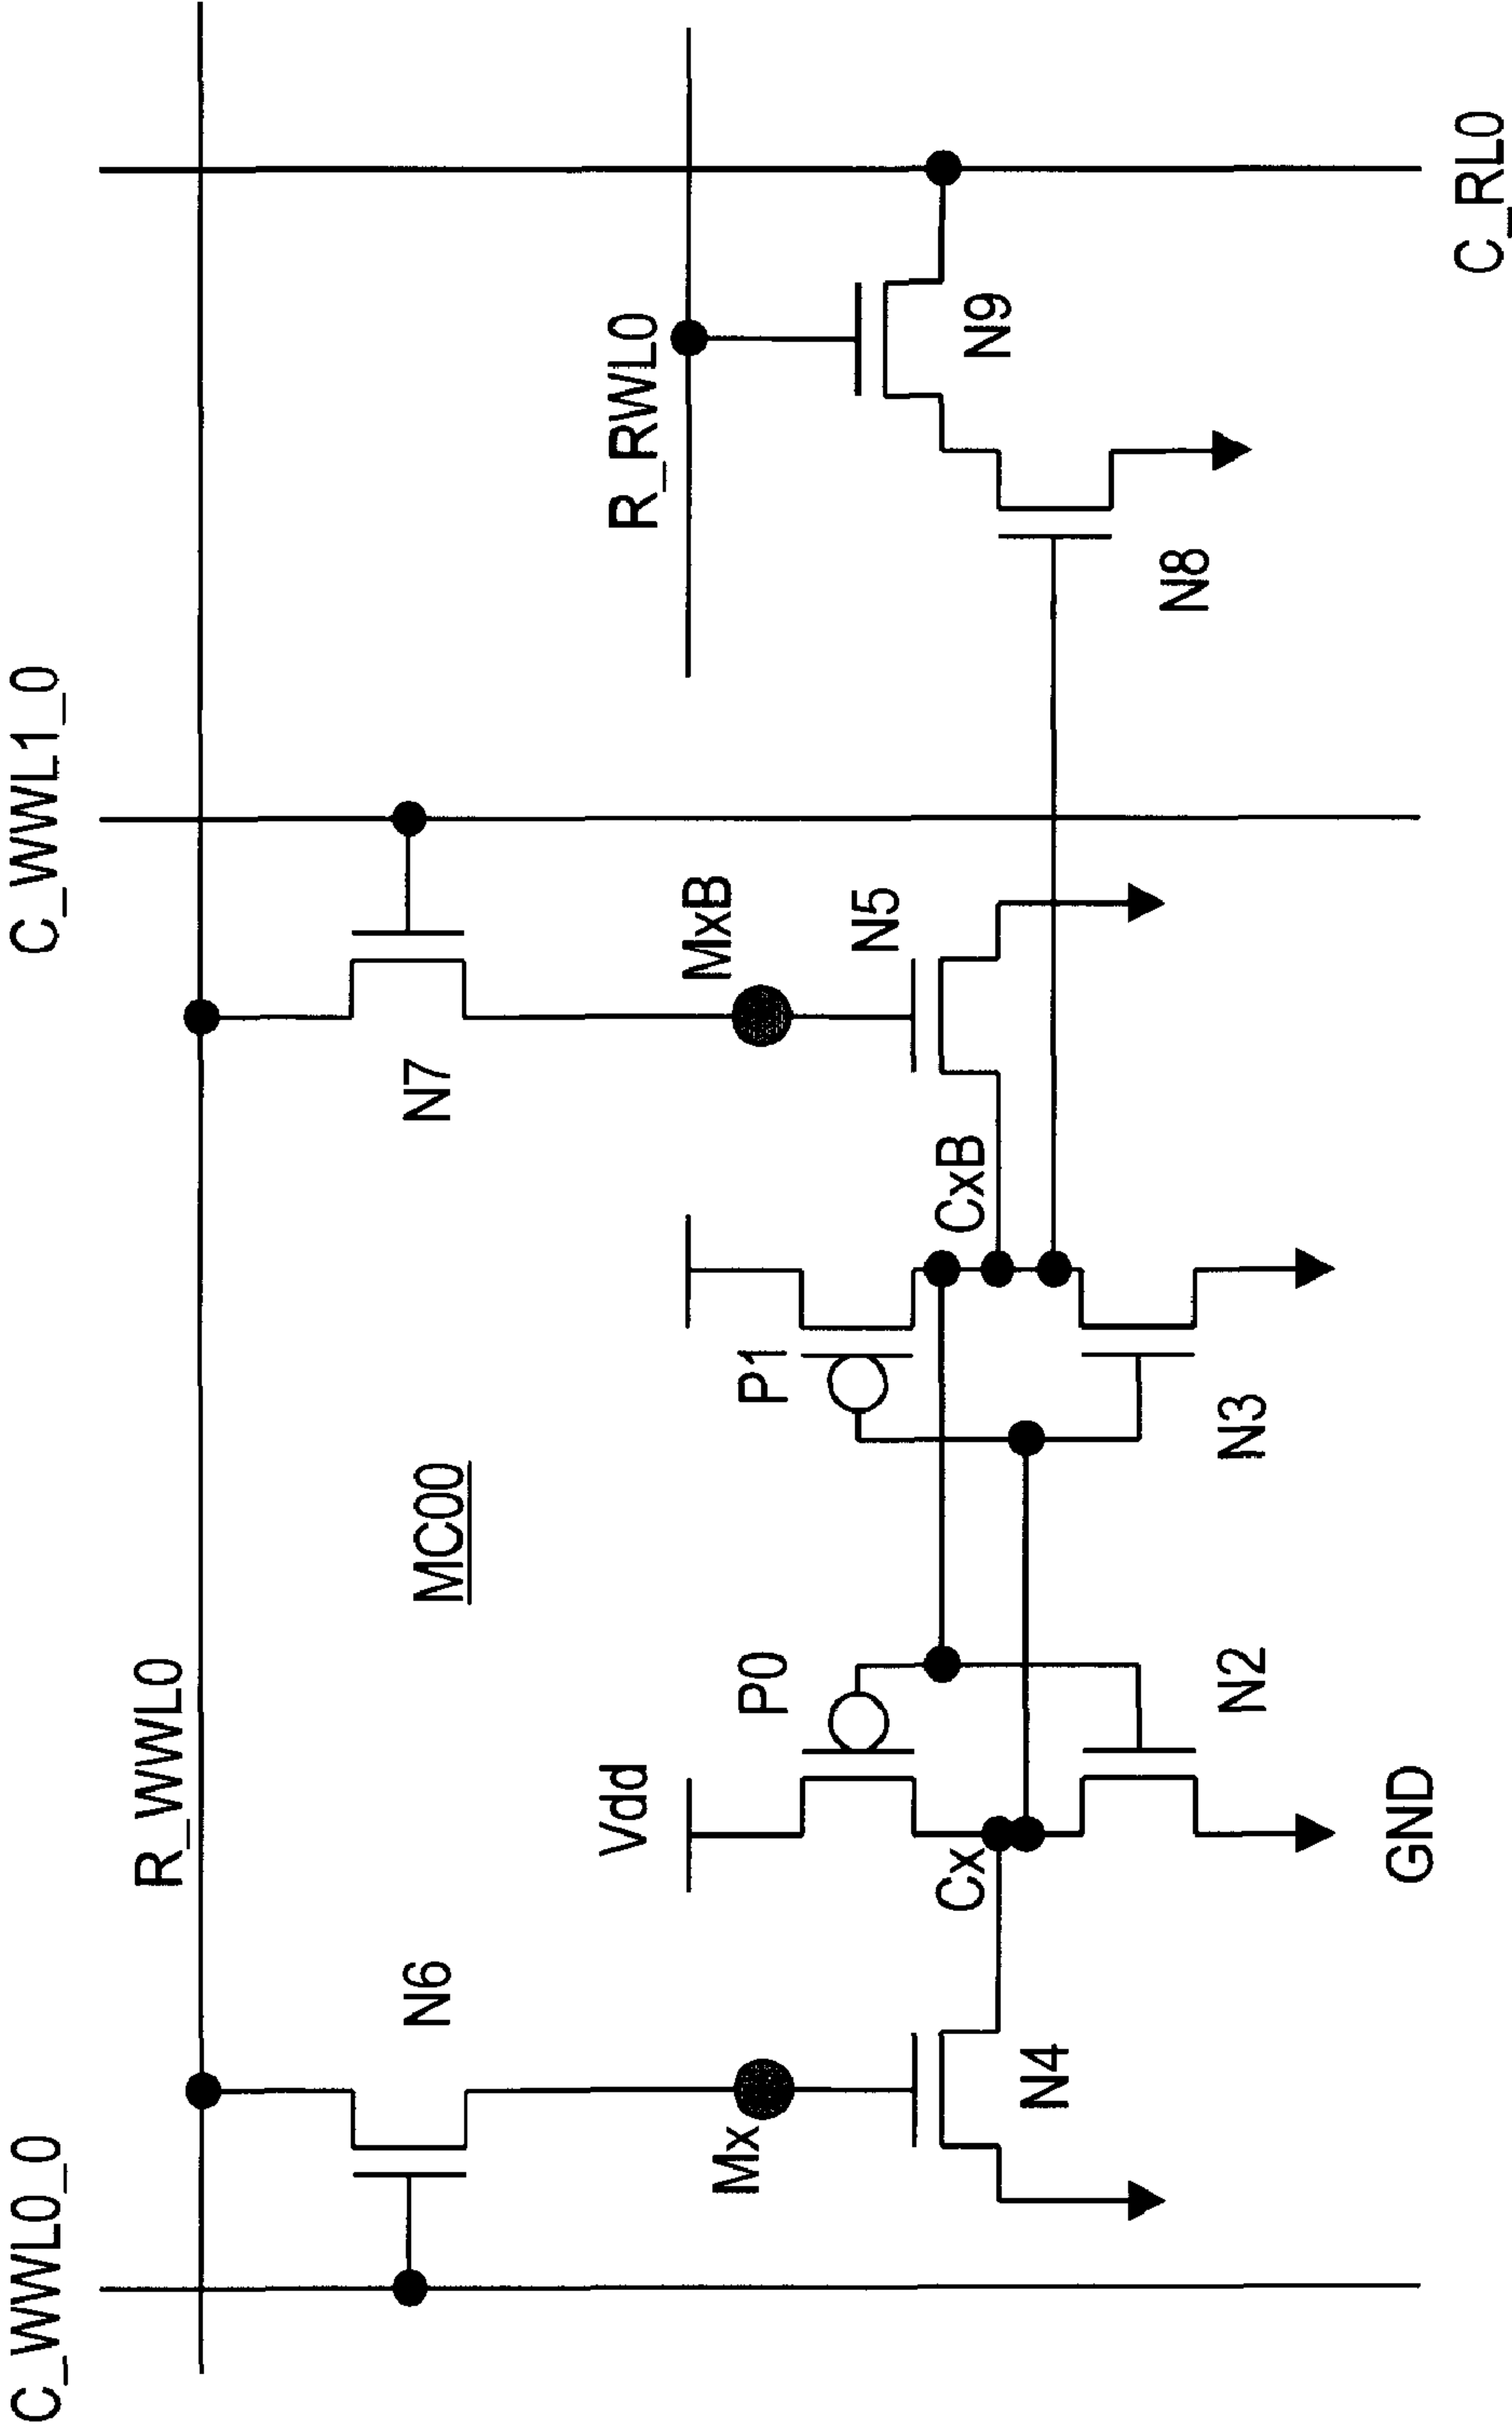 C_WWL0_0
C_WWL1_0
R_WWL0
N6
N7
MC00
R_RWL0
Vdd
P0
P1
Mx
MxB
N5
N9
Cx
CxB
N4
N2
N3
N8
GND
C_RL0